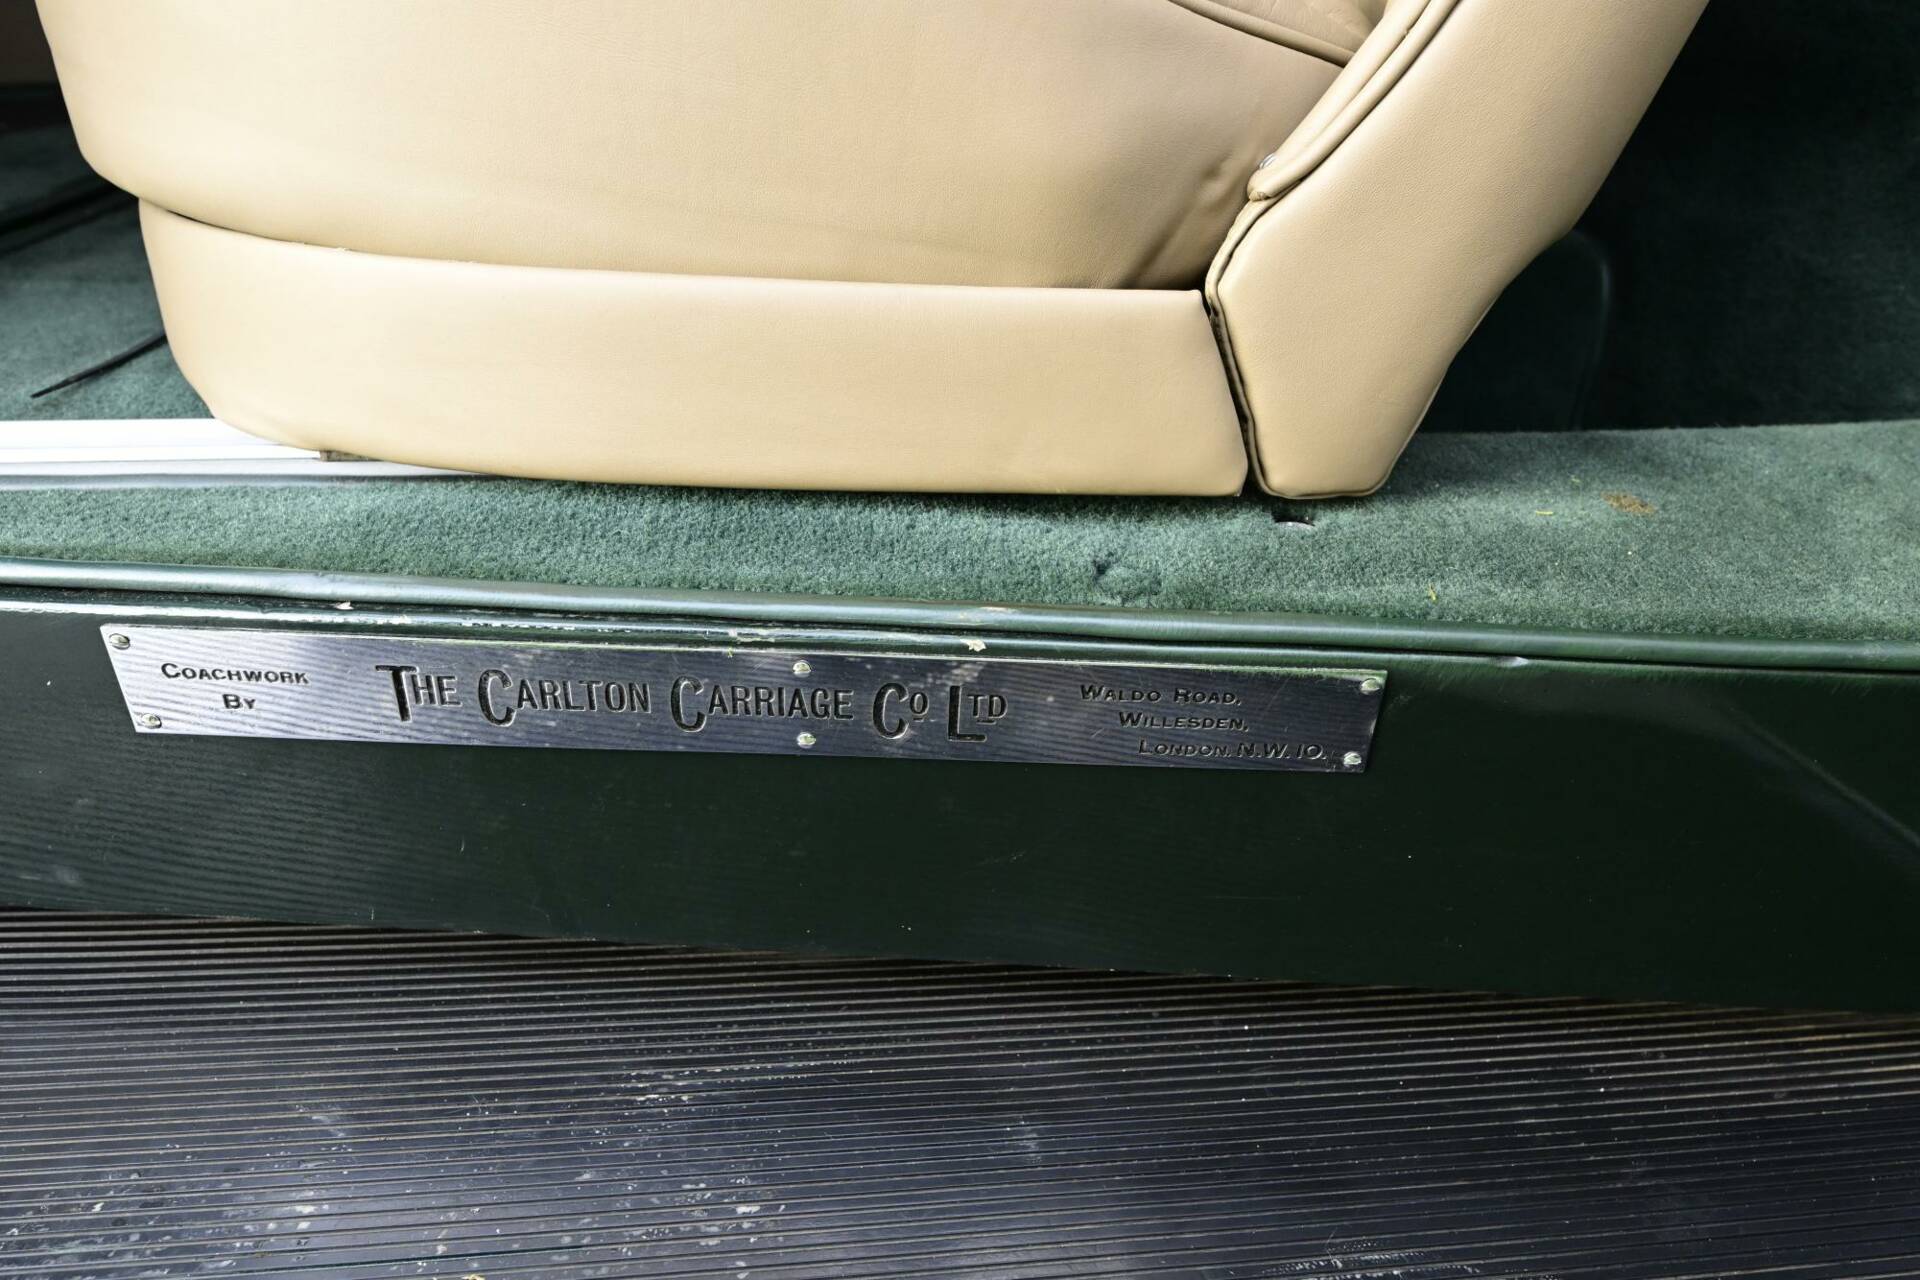 COACHWORK
BY
THE CARLTON CARRIAGE CO LTD
WALDO ROAD,
WILLESDEN,
LONDON. N.W. 10.